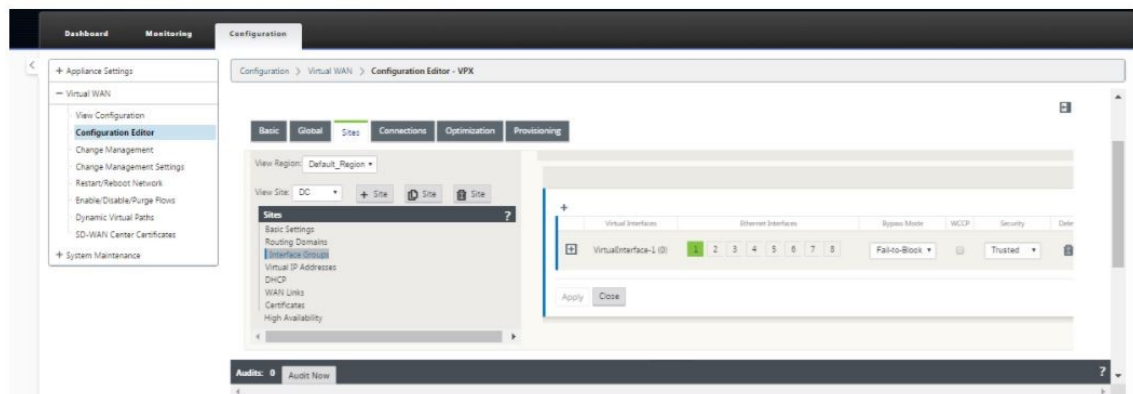 Dashboard Monitoring Configuration
+ Appliance Settings
− Virtual WAN
View Configuration
Configuration Editor
Change Management
Change Management Settings
Restart/Reboot Network
Enable/Disable/Purge Flows
Dynamic Virtual Paths
SD-WAN Center Certificates
+ System Maintenance
Configuration > Virtual WAN > Configuration Editor - VPX
Basic Global Sites Connections Optimization Provisioning
View Region: Default_Region
View Site: DC + Site Site Site
Sites ?
Basic Settings
Routing Domains
Interface Groups
Virtual IP Addresses
DHCP
WAN Links
Certificates
High Availability
+
Virtual Interfaces Ethernet Interfaces Bypass Mode WCCP Security Delet
VirtualInterface-1 (0) 1 2 3 4 5 6 7 8 Fail-to-Block Trusted
Apply Close
Audits: 0 Audit Now ?